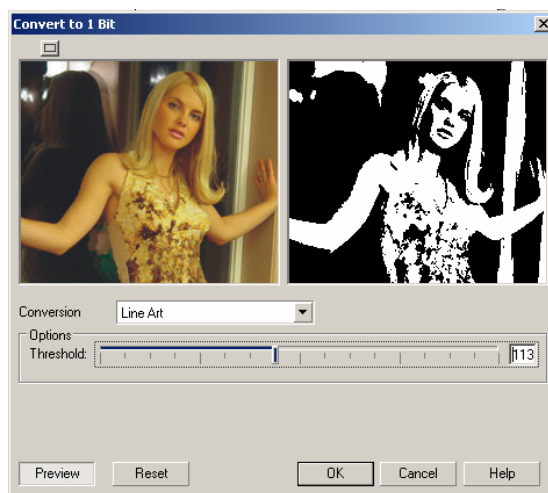 Convert to 1 Bit
Conversion Line Art
Options
Threshold: 113
Preview Reset OK Cancel Help